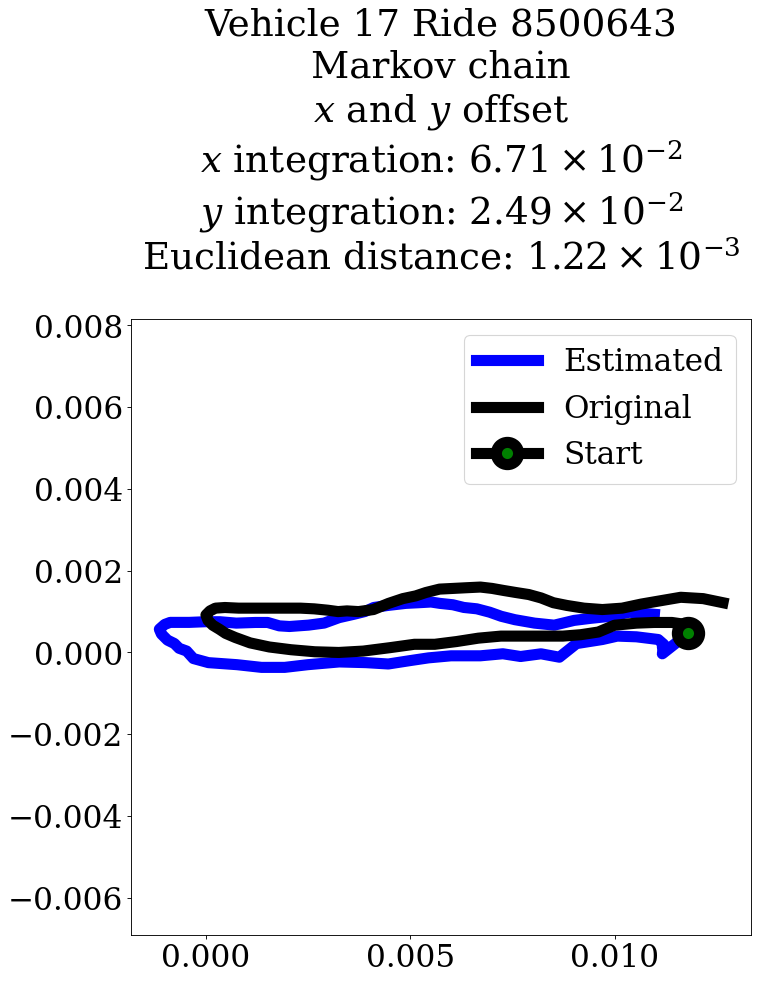 Vehicle 17 Ride 8500643
Markov chain
x and y offset
x integration: 6.71 × 10⁻²
y integration: 2.49 × 10⁻²
Euclidean distance: 1.22 × 10⁻³
Estimated
Original
Start
0.008
0.006
0.004
0.002
0.000
−0.002
−0.004
−0.006
0.000 0.005 0.010